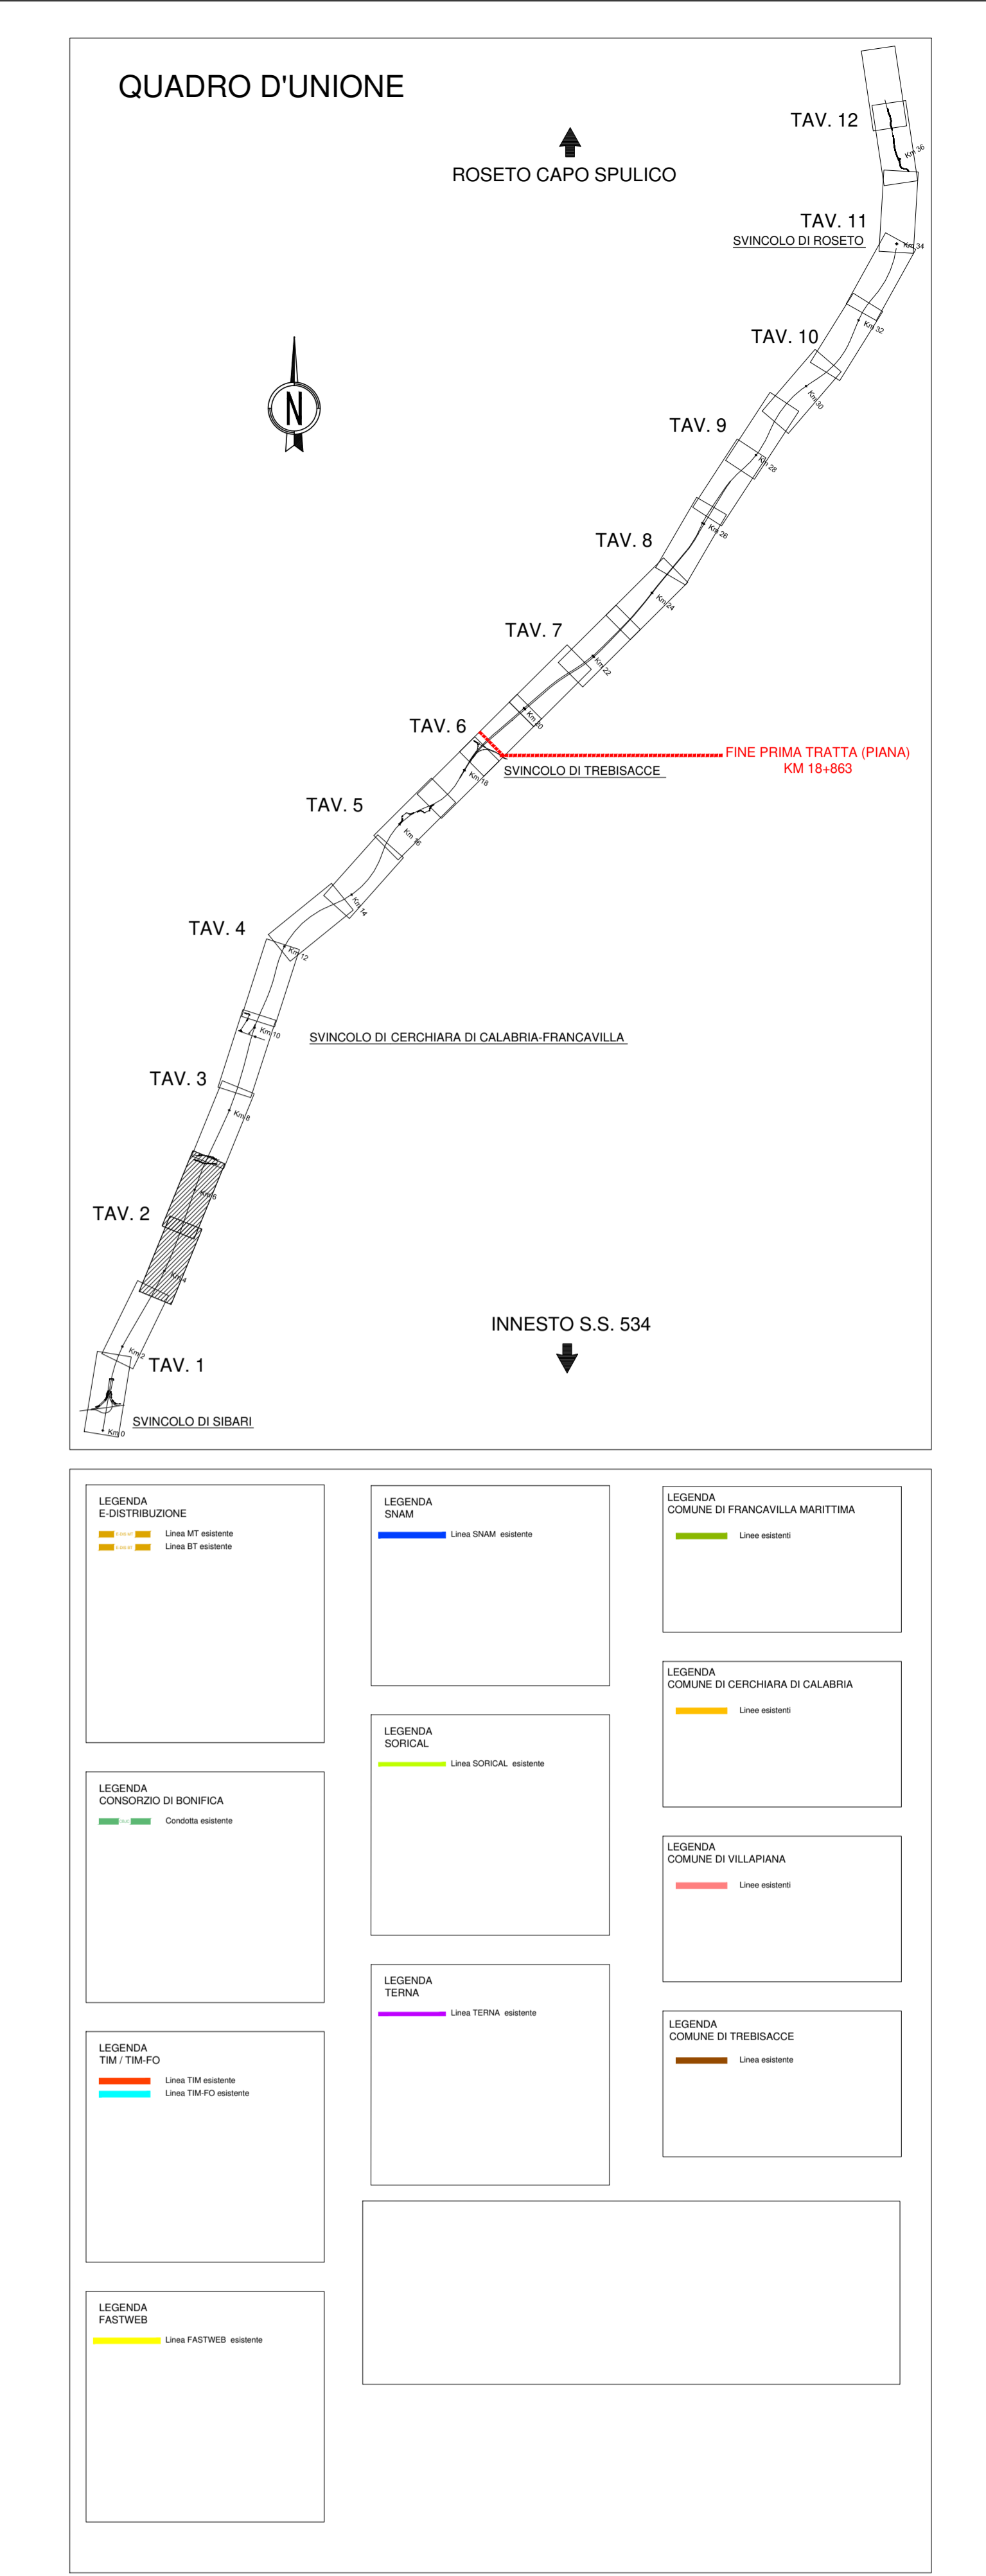 QUADRO D'UNIONE
ROSETO CAPO SPULICO
TAV. 12
Km 36
TAV. 11
SVINCOLO DI ROSETO
Km 34
Km 32
TAV. 10
Km 30
TAV. 9
Km 28
Km 26
TAV. 8
Km 24
TAV. 7
Km 22
Km 20
TAV. 6
FINE PRIMA TRATTA (PIANA)
KM 18+863
SVINCOLO DI TREBISACCE
Km 18
TAV. 5
Km 16
Km 14
TAV. 4
Km 12
Km 10
SVINCOLO DI CERCHIARA DI CALABRIA-FRANCAVILLA
TAV. 3
Km 8
Km 6
TAV. 2
Km 4
INNESTO S.S. 534
Km 2
TAV. 1
SVINCOLO DI SIBARI
Km 0
N
LEGENDA
E-DISTRIBUZIONE
Linea MT esistente
Linea BT esistente
LEGENDA
CONSORZIO DI BONIFICA
Condotta esistente
LEGENDA
TIM / TIM-FO
Linea TIM esistente
Linea TIM-FO esistente
LEGENDA
FASTWEB
Linea FASTWEB esistente
LEGENDA
SNAM
Linea SNAM esistente
LEGENDA
SORICAL
Linea SORICAL esistente
LEGENDA
TERNA
Linea TERNA esistente
LEGENDA
COMUNE DI FRANCAVILLA MARITTIMA
Linee esistenti
LEGENDA
COMUNE DI CERCHIARA DI CALABRIA
Linee esistenti
LEGENDA
COMUNE DI VILLAPIANA
Linee esistenti
LEGENDA
COMUNE DI TREBISACCE
Linea esistente